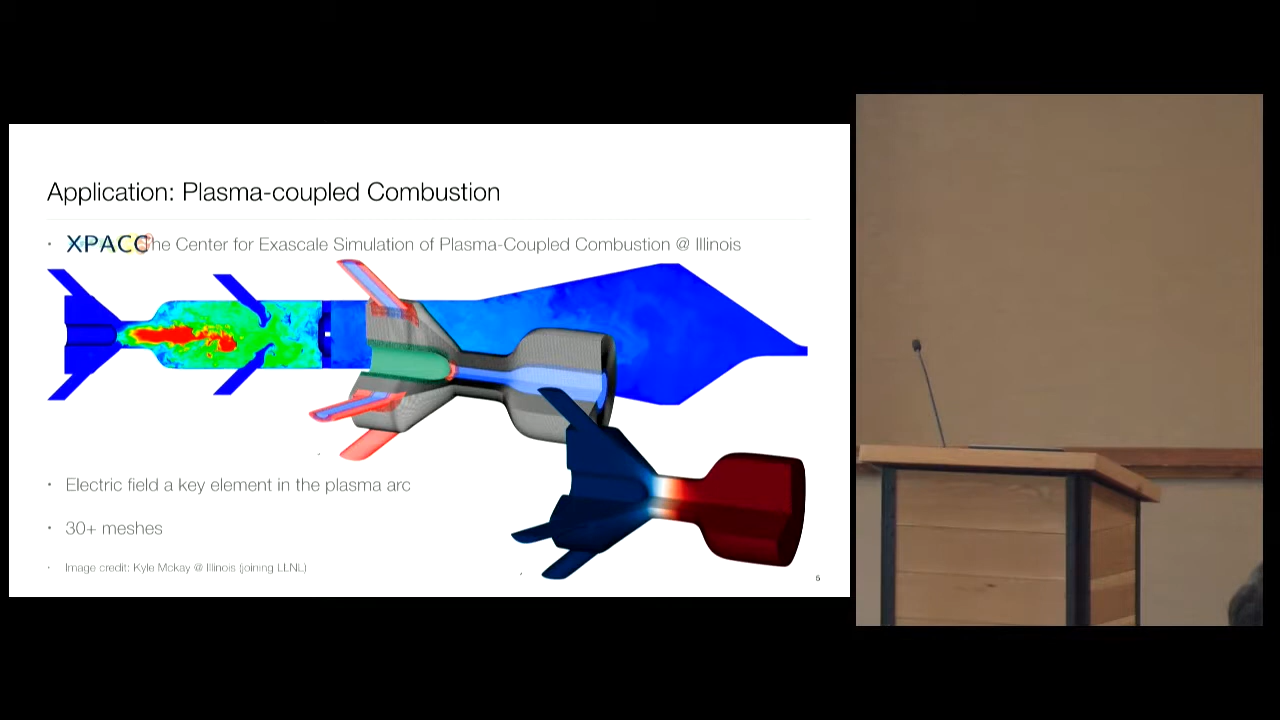 Application: Plasma-coupled Combustion
• XPACC The Center for Exascale Simulation of Plasma-Coupled Combustion @ Illinois
• Electric field a key element in the plasma arc
• 30+ meshes
• Image credit: Kyle Mckay @ Illinois (joining LLNL)
5